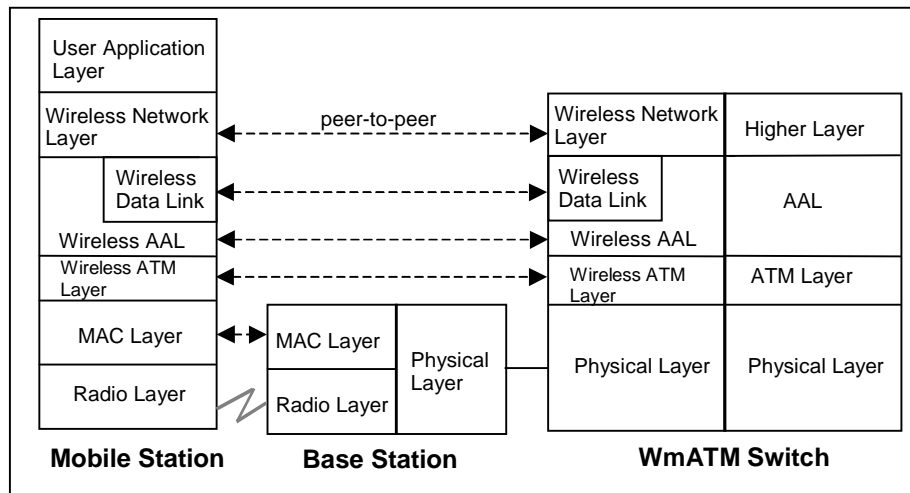 User Application
Layer
Wireless Network
Layer
Wireless
Data Link
Wireless AAL
Wireless ATM
Layer
MAC Layer
Radio Layer
Mobile Station
peer-to-peer
MAC Layer
Radio Layer
Physical
Layer
Base Station
Wireless Network
Layer
Wireless
Data Link
Wireless AAL
Wireless ATM
Layer
Physical Layer
Higher Layer
AAL
ATM Layer
Physical Layer
WmATM Switch